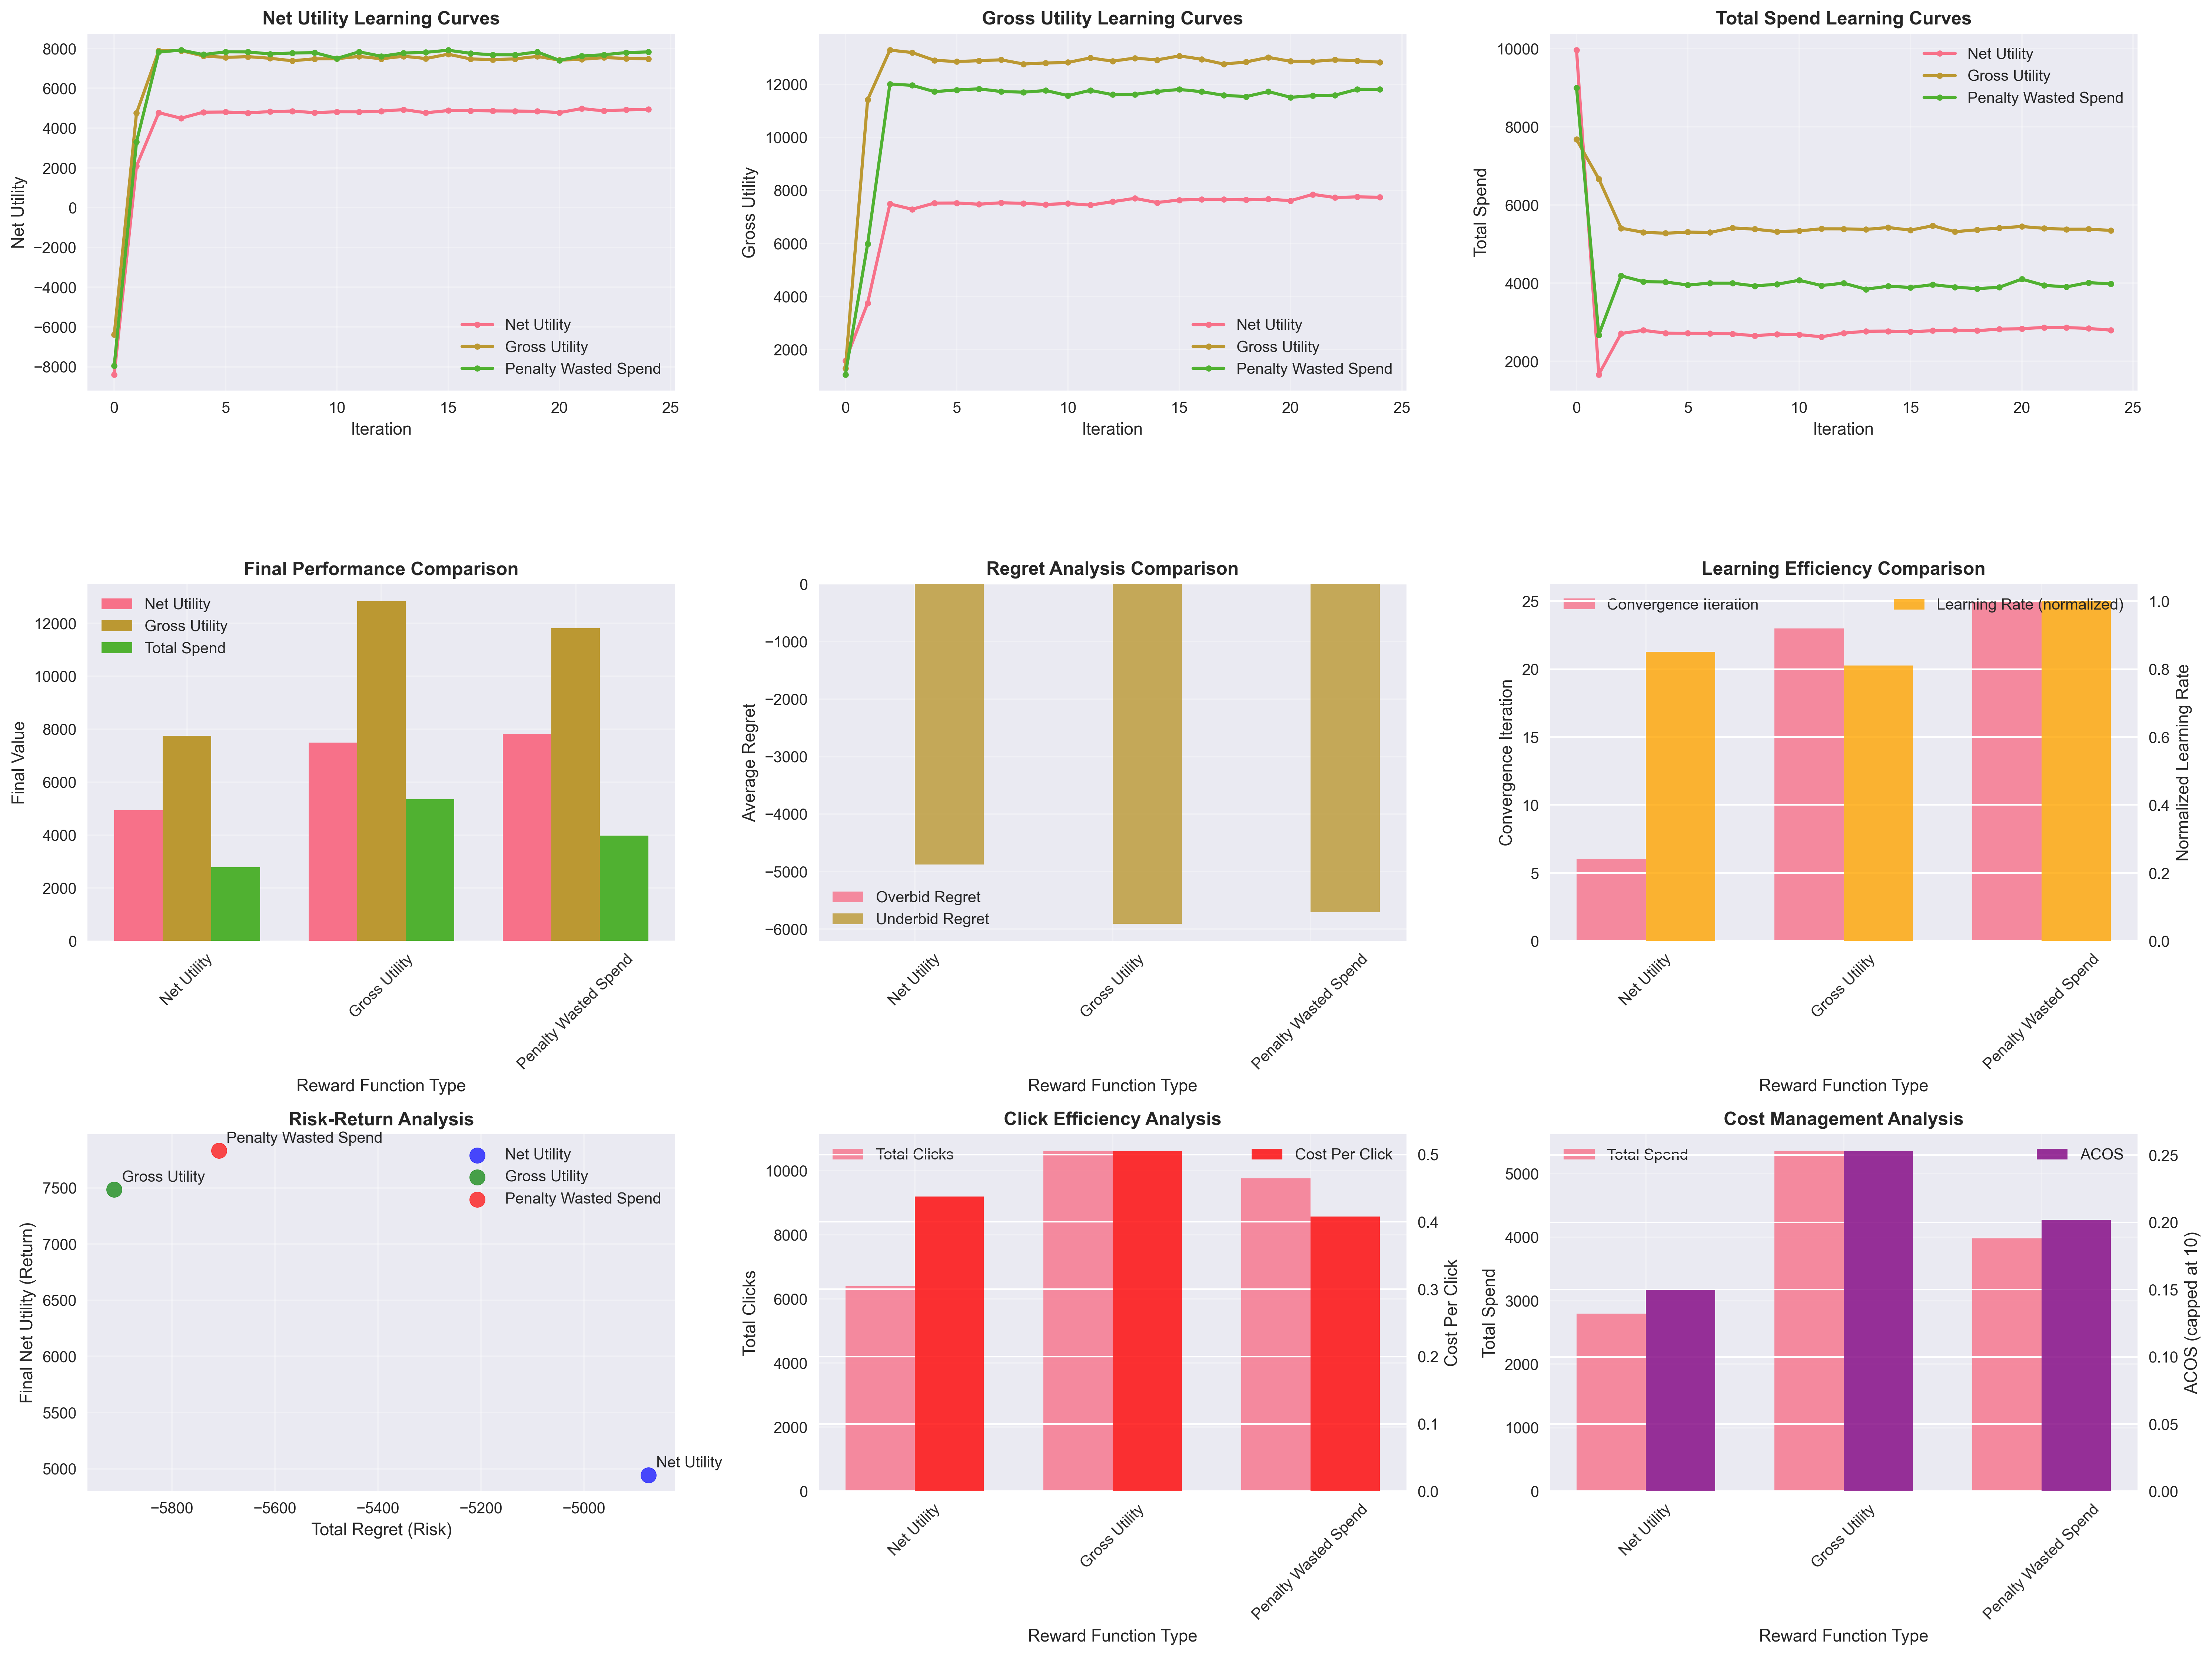 Net Utility Learning Curves
Net Utility
8000
6000
4000
2000
0
−2000
−4000
−6000
−8000
Net Utility
Gross Utility
Penalty Wasted Spend
0 5 10 15 20 25
Iteration
Gross Utility Learning Curves
Gross Utility
12000
10000
8000
6000
4000
2000
Net Utility
Gross Utility
Penalty Wasted Spend
0 5 10 15 20 25
Iteration
Total Spend Learning Curves
Total Spend
10000
8000
6000
4000
2000
Net Utility
Gross Utility
Penalty Wasted Spend
0 5 10 15 20 25
Iteration
Final Performance Comparison
Final Value
12000
10000
8000
6000
4000
2000
0
Net Utility
Gross Utility
Total Spend
Net Utility
Gross Utility
Penalty Wasted Spend
Reward Function Type
Regret Analysis Comparison
Average Regret
0
−1000
−2000
−3000
−4000
−5000
−6000
Overbid Regret
Underbid Regret
Net Utility
Gross Utility
Penalty Wasted Spend
Reward Function Type
Learning Efficiency Comparison
Convergence Iteration
25
20
15
10
5
0
Convergence Iteration
Learning Rate (normalized)
1.0
0.8
0.6
0.4
0.2
0.0
Normalized Learning Rate
Net Utility
Gross Utility
Penalty Wasted Spend
Reward Function Type
Risk-Return Analysis
Final Net Utility (Return)
7500
7000
6500
6000
5500
5000
Penalty Wasted Spend
Gross Utility
Net Utility
Net Utility
Gross Utility
Penalty Wasted Spend
−5800 −5600 −5400 −5200 −5000
Total Regret (Risk)
Click Efficiency Analysis
Total Clicks
10000
8000
6000
4000
2000
0
Total Clicks
Cost Per Click
0.5
0.4
0.3
0.2
0.1
0.0
Cost Per Click
Net Utility
Gross Utility
Penalty Wasted Spend
Reward Function Type
Cost Management Analysis
Total Spend
5000
4000
3000
2000
1000
0
Total Spend
ACOS
0.25
0.20
0.15
0.10
0.05
0.00
ACOS (capped at 10)
Net Utility
Gross Utility
Penalty Wasted Spend
Reward Function Type